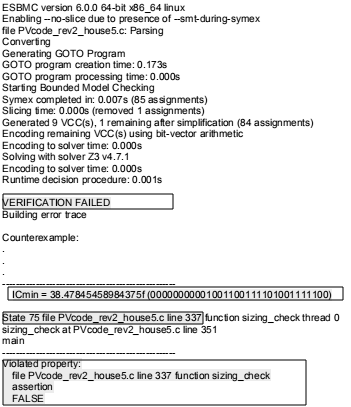 ESBMC version 6.0.0 64-bit x86_64 linux
Enabling --no-slice due to presence of --smt-during-symex
file PVcode_rev2_house5.c: Parsing
Converting
Generating GOTO Program
GOTO program creation time: 0.173s
GOTO program processing time: 0.000s
Starting Bounded Model Checking
Symex completed in: 0.007s (85 assignments)
Slicing time: 0.000s (removed 1 assignments)
Generated 9 VCC(s), 1 remaining after simplification (84 assignments)
Encoding remaining VCC(s) using bit-vector arithmetic
Encoding to solver time: 0.000s
Solving with solver Z3 v4.7.1
Encoding to solver time: 0.000s
Runtime decision procedure: 0.001s
VERIFICATION FAILED
Building error trace
Counterexample:
.
.
.
----------------------------------------------------
ICmin = 38.47845458984375f (00000000001001100111101001111100)
State 75 file PVcode_rev2_house5.c line 337 function sizing_check thread 0
sizing_check at PVcode_rev2_house5.c line 351
main
----------------------------------------------------
Violated property:
file PVcode_rev2_house5.c line 337 function sizing_check
assertion
FALSE